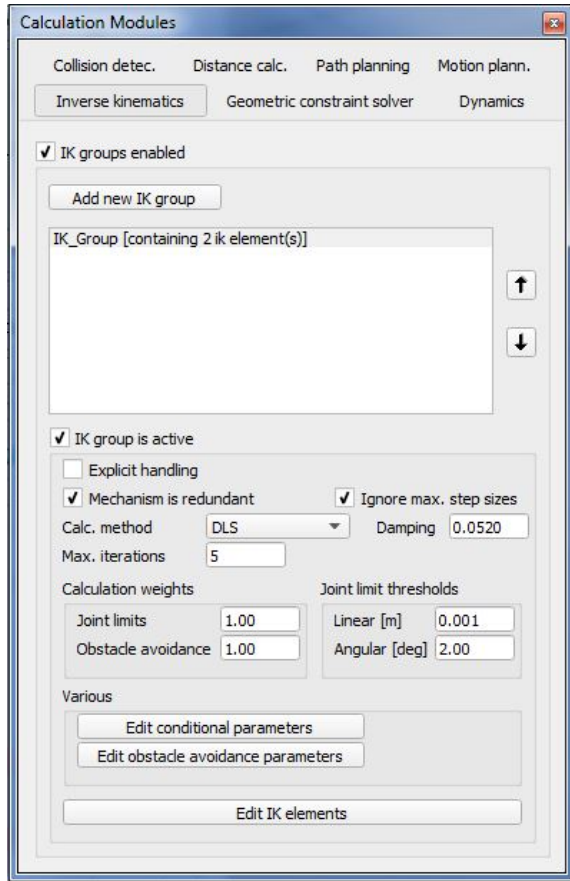 Calculation Modules
Collision detec. Distance calc. Path planning Motion plann.
Inverse kinematics Geometric constraint solver Dynamics
IK groups enabled
Add new IK group
IK_Group [containing 2 ik element(s)]
IK group is active
Explicit handling
Mechanism is redundant Ignore max. step sizes
Calc. method DLS Damping 0.0520
Max. iterations 5
Calculation weights Joint limit thresholds
Joint limits 1.00 Linear [m] 0.001
Obstacle avoidance 1.00 Angular [deg] 2.00
Various
Edit conditional parameters
Edit obstacle avoidance parameters
Edit IK elements